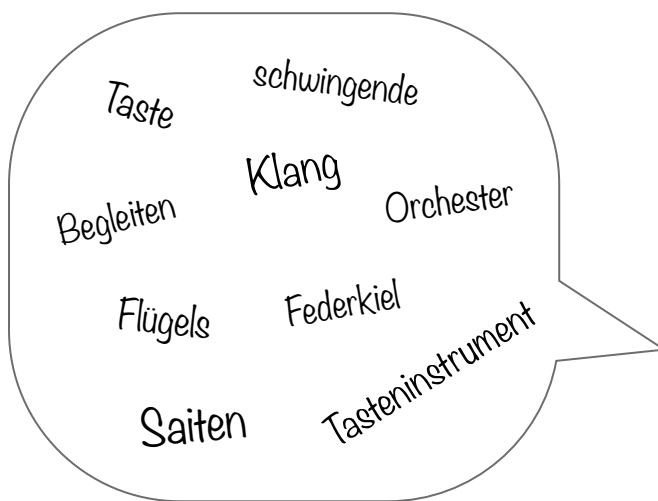 Taste
schwingende
Klang
Begleiten
Orchester
Flügels
Federkiel
Tasteninstrument
Saiten